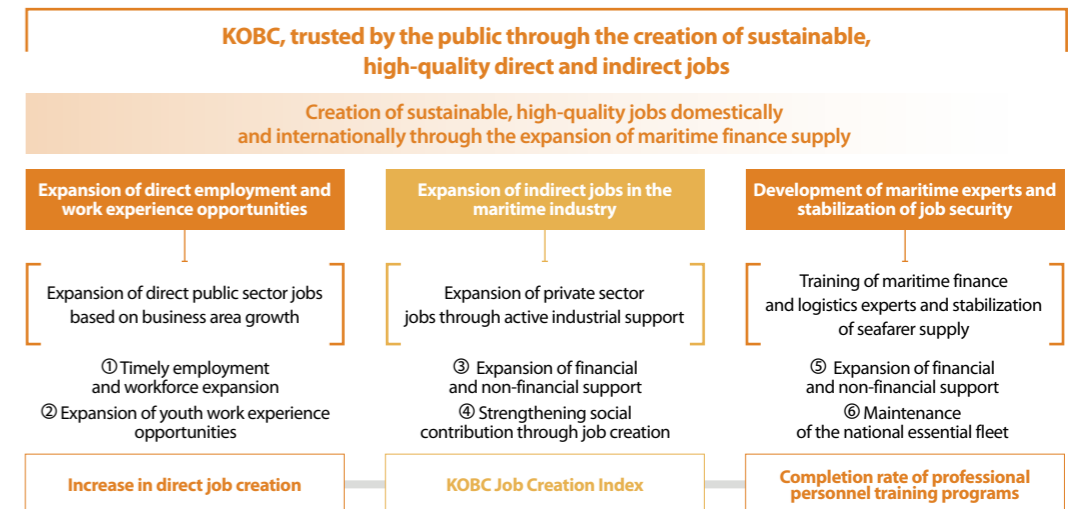 KOBC, trusted by the public through the creation of sustainable,
high-quality direct and indirect jobs
Creation of sustainable, high-quality jobs domestically
and internationally through the expansion of maritime finance supply
Expansion of direct employment and
work experience opportunities
Expansion of direct public sector jobs
based on business area growth
① Timely employment
and workforce expansion
② Expansion of youth work experience
opportunities
Increase in direct job creation
Expansion of indirect jobs in the
maritime industry
Expansion of private sector
jobs through active industrial support
③ Expansion of financial
and non-financial support
④ Strengthening social
contribution through job creation
KOBC Job Creation Index
Development of maritime experts and
stabilization of job security
Training of maritime finance
and logistics experts and stabilization
of seafarer supply
⑤ Expansion of financial
and non-financial support
⑥ Maintenance
of the national essential fleet
Completion rate of professional
personnel training programs